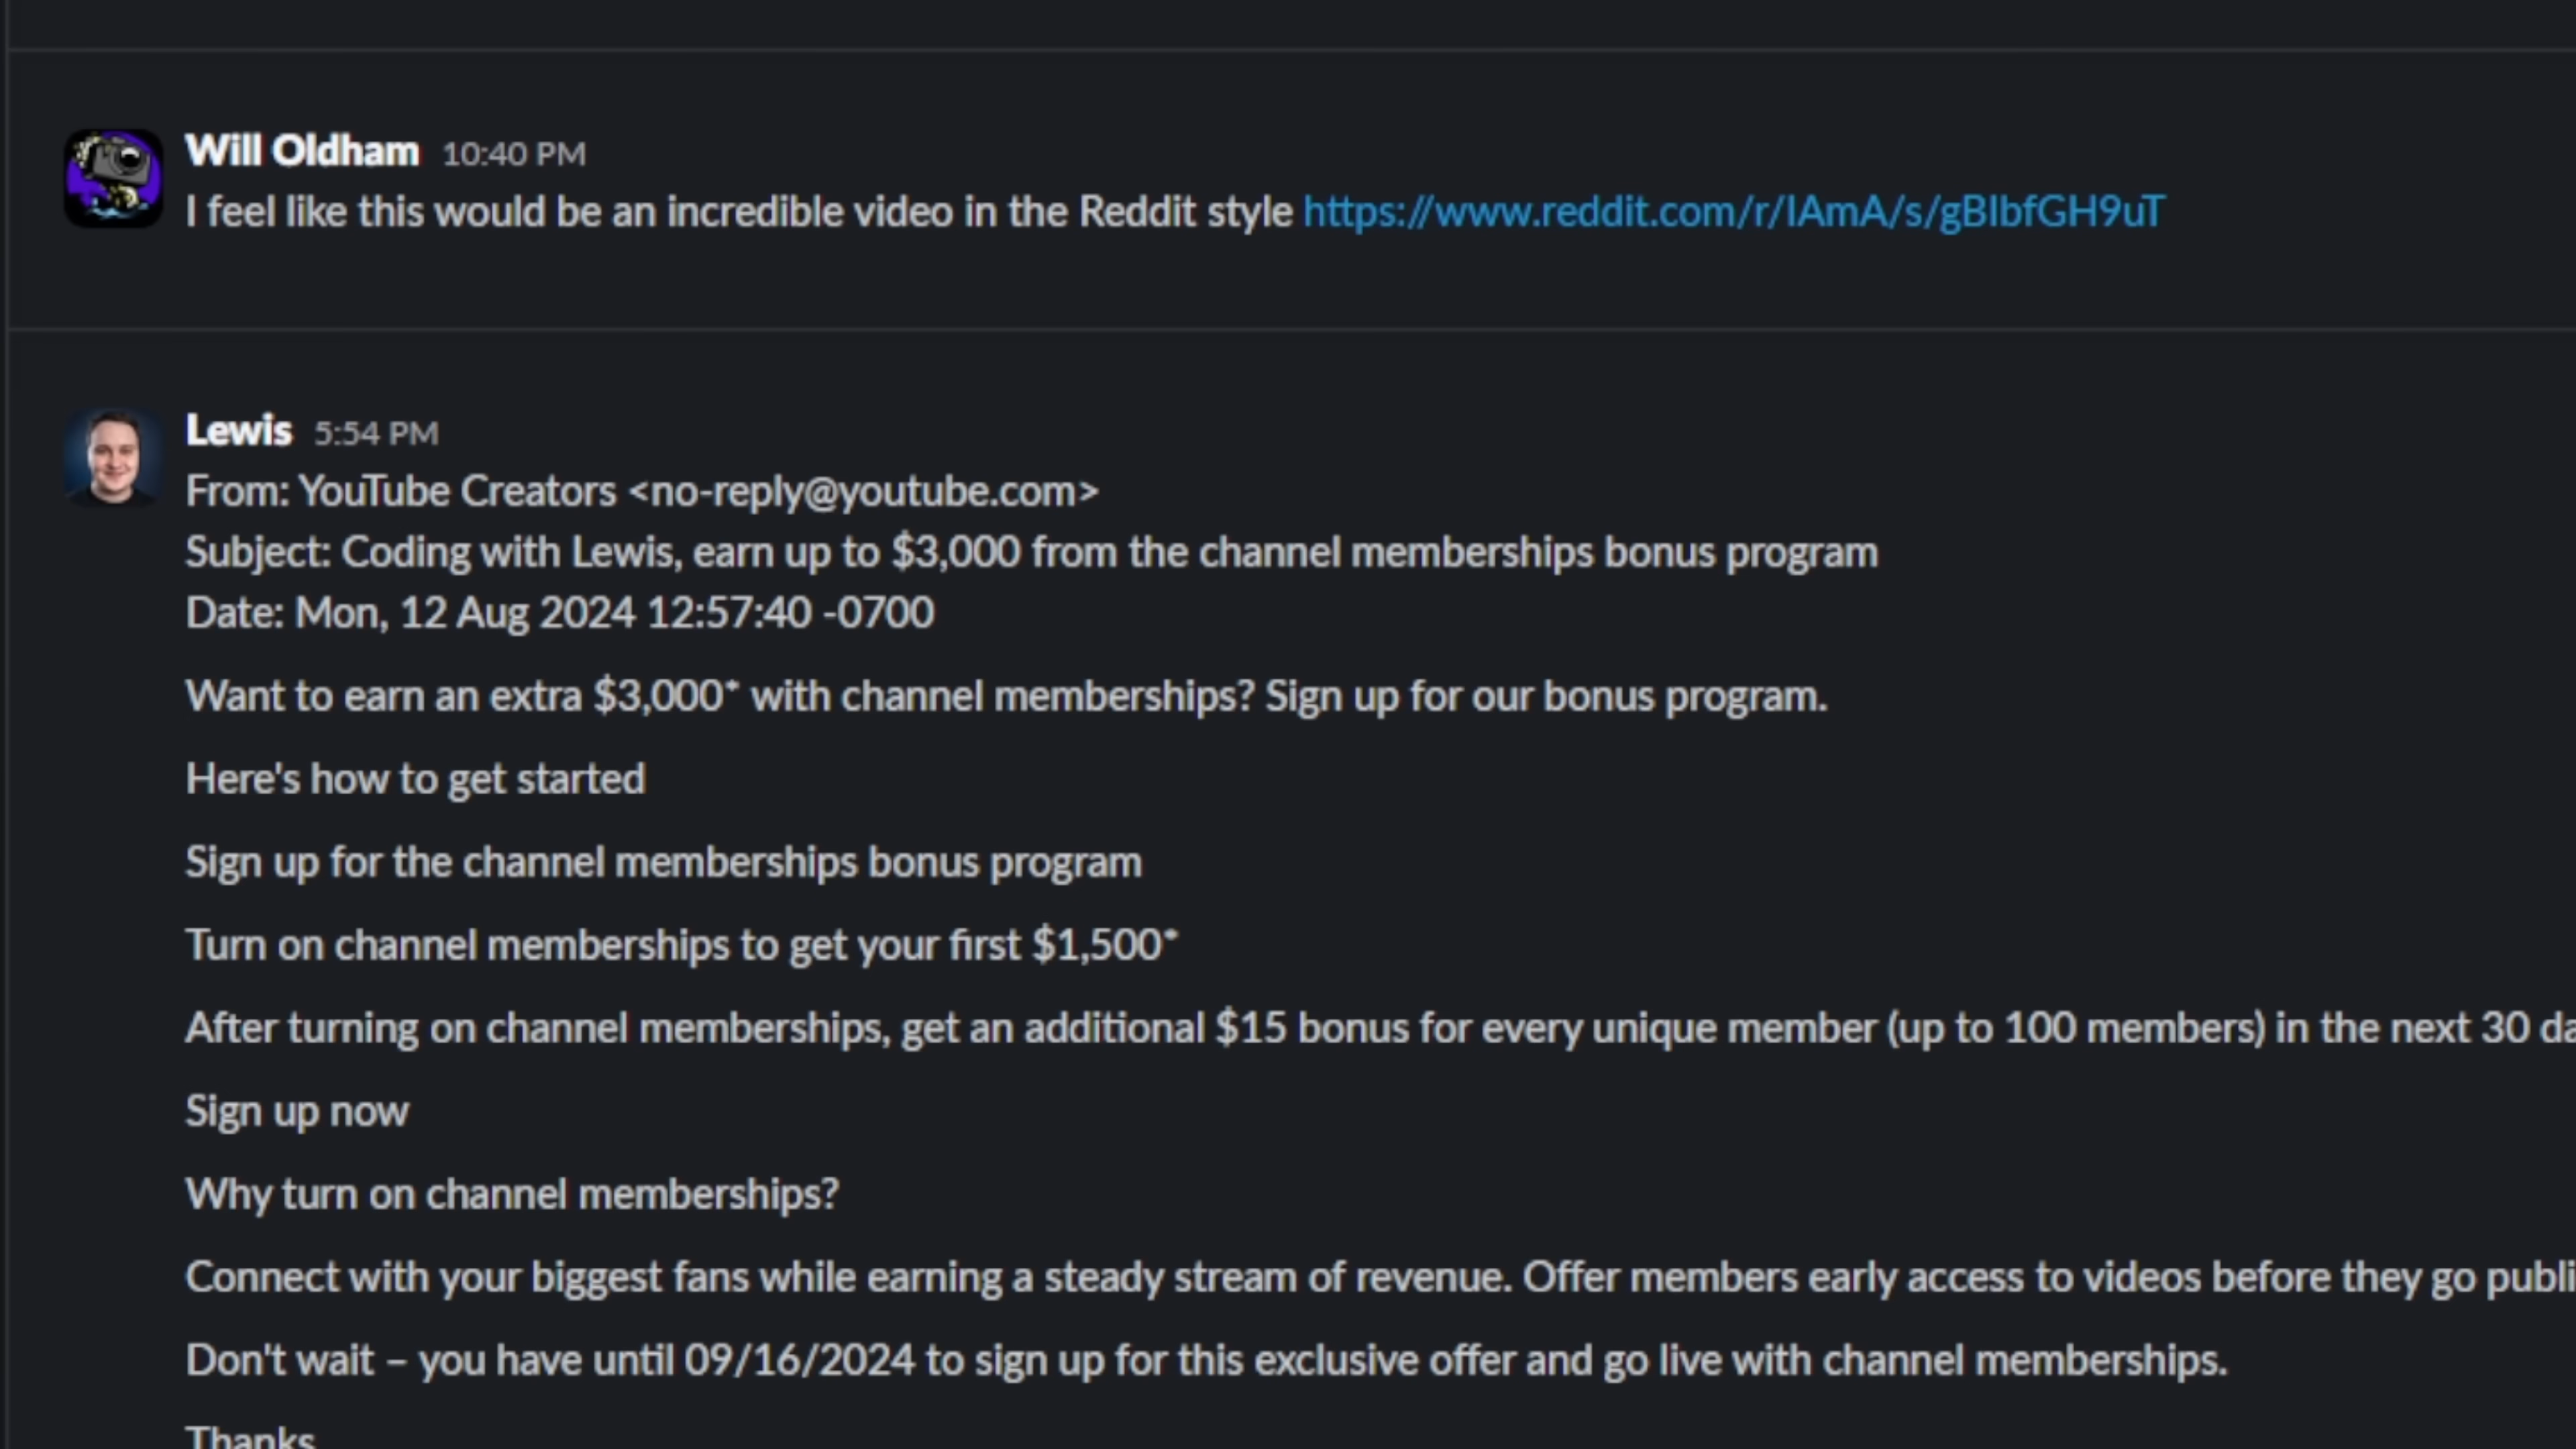 Will Oldham 10:40 PM
I feel like this would be an incredible video in the Reddit style https://www.reddit.com/r/IAmA/s/gBIbfGH9uT
Lewis 5:54 PM
From: YouTube Creators <no-reply@youtube.com>
Subject: Coding with Lewis, earn up to $3,000 from the channel memberships bonus program
Date: Mon, 12 Aug 2024 12:57:40 -0700
Want to earn an extra $3,000* with channel memberships? Sign up for our bonus program.
Here's how to get started
Sign up for the channel memberships bonus program
Turn on channel memberships to get your first $1,500*
After turning on channel memberships, get an additional $15 bonus for every unique member (up to 100 members) in the next 30 da
Sign up now
Why turn on channel memberships?
Connect with your biggest fans while earning a steady stream of revenue. Offer members early access to videos before they go publi
Don't wait – you have until 09/16/2024 to sign up for this exclusive offer and go live with channel memberships.
Thanks